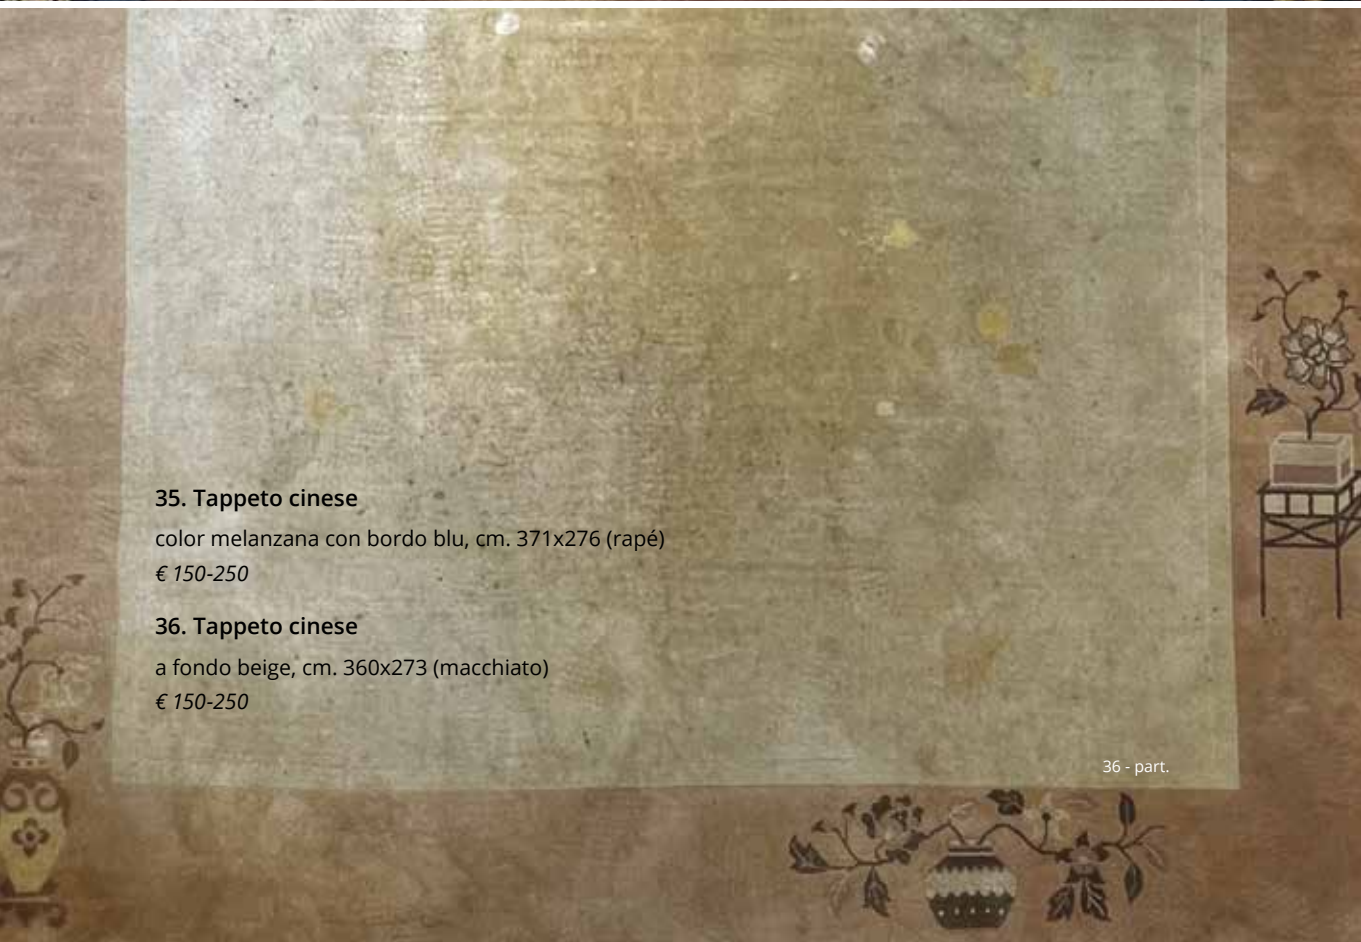 35. Tappeto cinese
color melanzana con bordo blu, cm. 371x276 (rapé)
€ 150-250
36. Tappeto cinese
a fondo beige, cm. 360x273 (macchiato)
€ 150-250
36 - part.